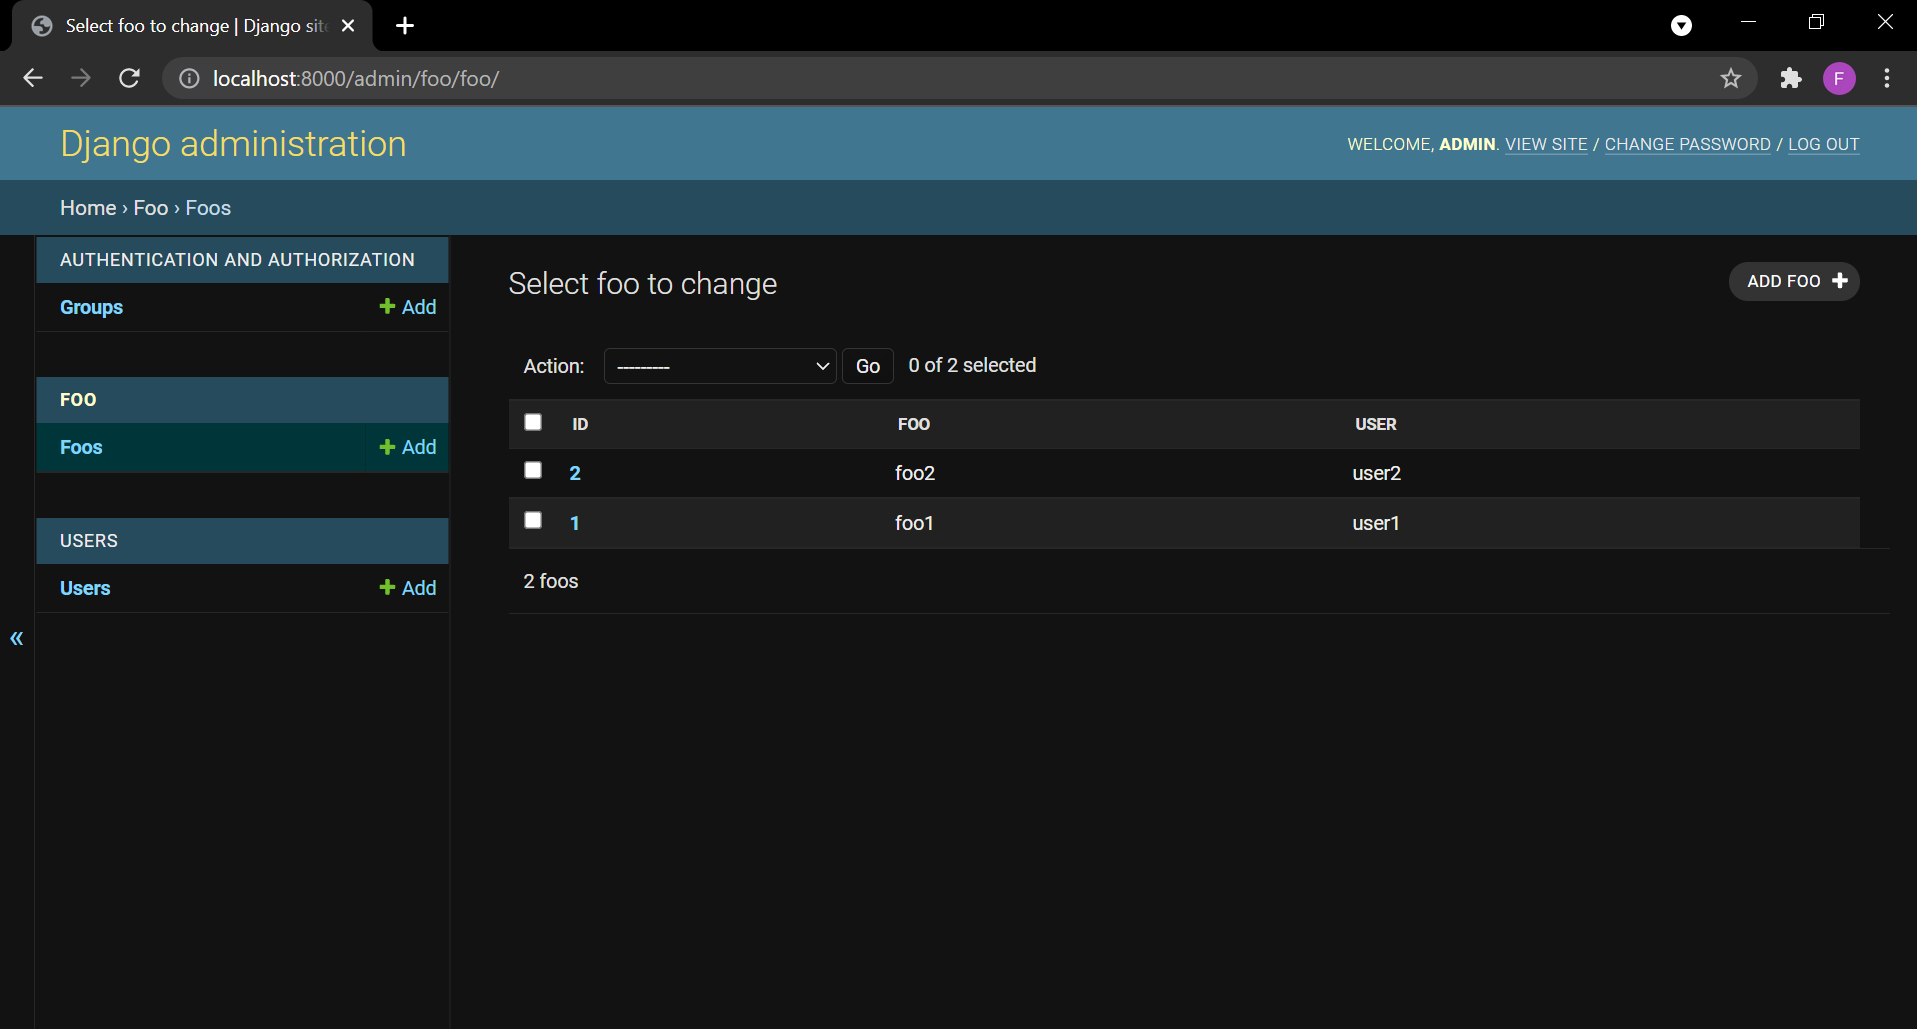 Select foo to change | Django sit
localhost:8000/admin/foo/foo/
F
Django administration
WELCOME, ADMIN. VIEW SITE / CHANGE PASSWORD / LOG OUT
Home › Foo › Foos
AUTHENTICATION AND AUTHORIZATION
Groups + Add
FOO
Foos + Add
USERS
Users + Add
«
Select foo to change
ADD FOO +
Action: --------- Go 0 of 2 selected
ID FOO USER
2 foo2 user2
1 foo1 user1
2 foos